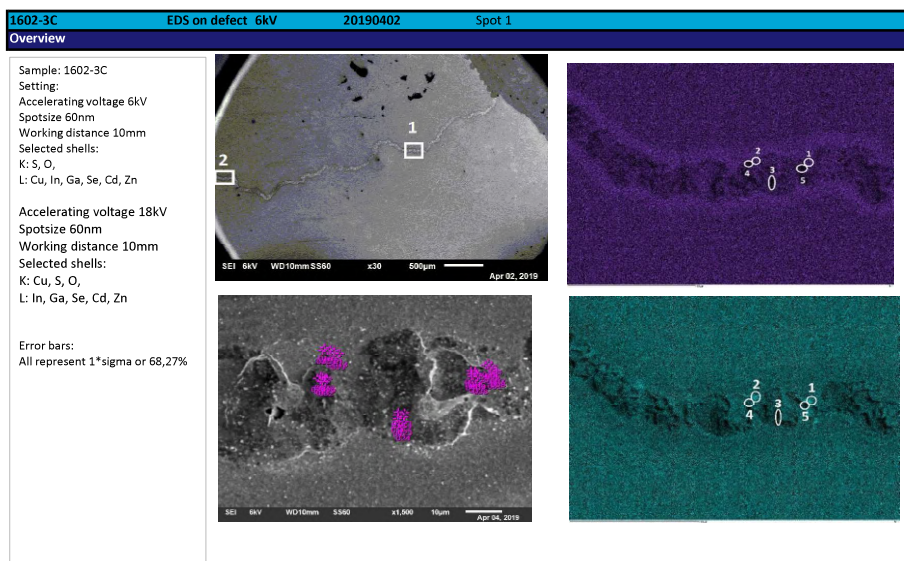 1602-3C EDS on defect 6kV 20190402 Spot 1
Overview
Sample: 1602-3C
Setting:
Accelerating voltage 6kV
Spotsize 60nm
Working distance 10mm
Selected shells:
K: S, O,
L: Cu, In, Ga, Se, Cd, Zn
Accelerating voltage 18kV
Spotsize 60nm
Working distance 10mm
Selected shells:
K: Cu, S, O,
L: In, Ga, Se, Cd, Zn
Error bars:
All represent 1*sigma or 68,27%
1
2
SEI 6kV WD10mm SS60 x30 500µm
Apr 02, 2019
2
1
4
3
5
SEI 6kV WD10mm SS60 x1,500 10µm
Apr 04, 2019
2
1
4
3
5